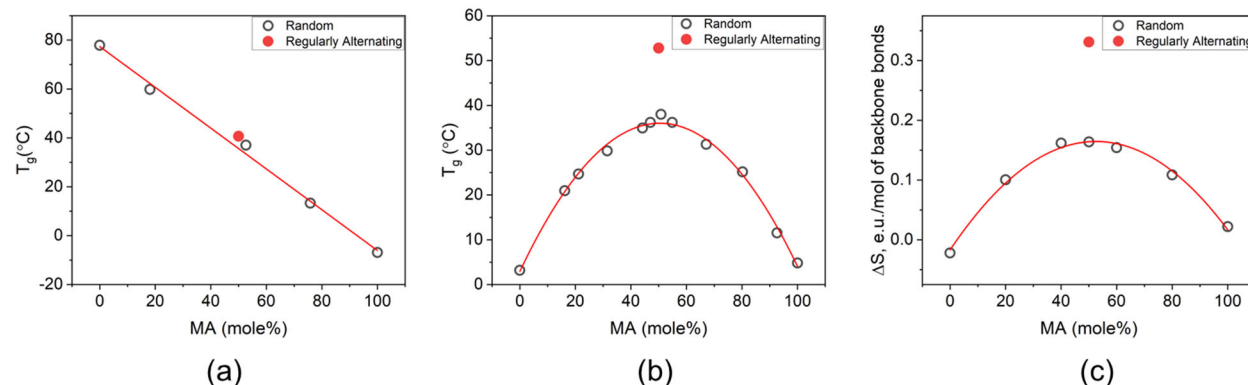 80
60
40
20
0
-20
T_g (°C)
Random
Regularly Alternating
0 20 40 60 80 100
MA (mole%)
(a)
60
50
40
30
20
10
0
T_g (°C)
Random
Regularly Alternating
0 20 40 60 80 100
MA (mole%)
(b)
0.3
0.2
0.1
0.0
ΔS, e.u./mol of backbone bonds
Random
Regularly Alternating
0 20 40 60 80 100
MA (mole%)
(c)